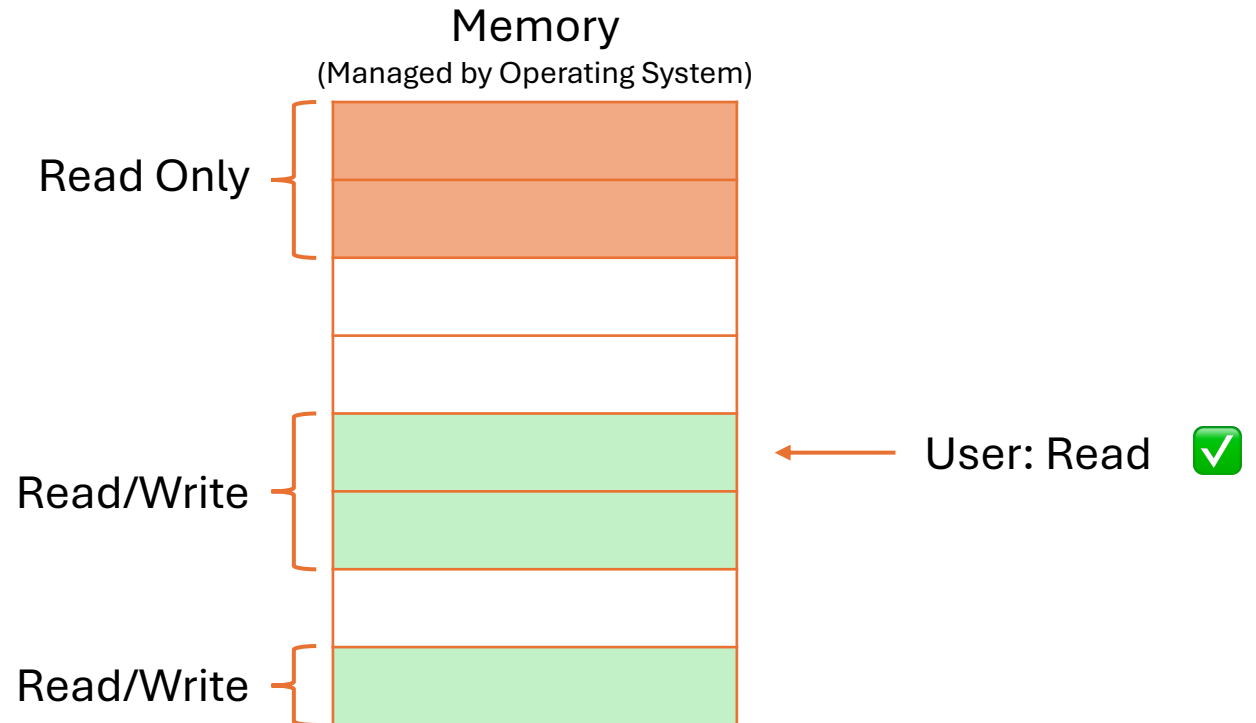 Memory
(Managed by Operating System)
Read Only
Read/Write
User: Read ✅
Read/Write